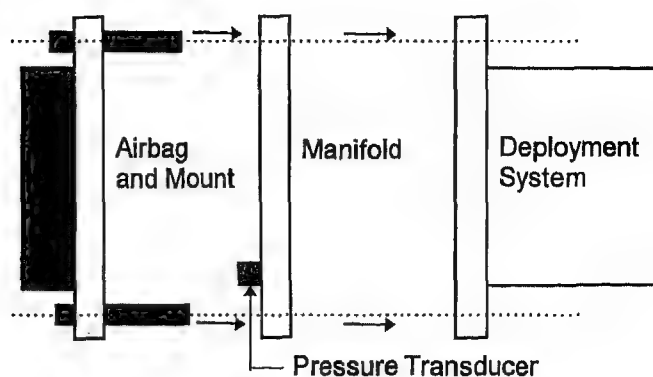 Airbag
and Mount
Manifold
Deployment
System
Pressure Transducer